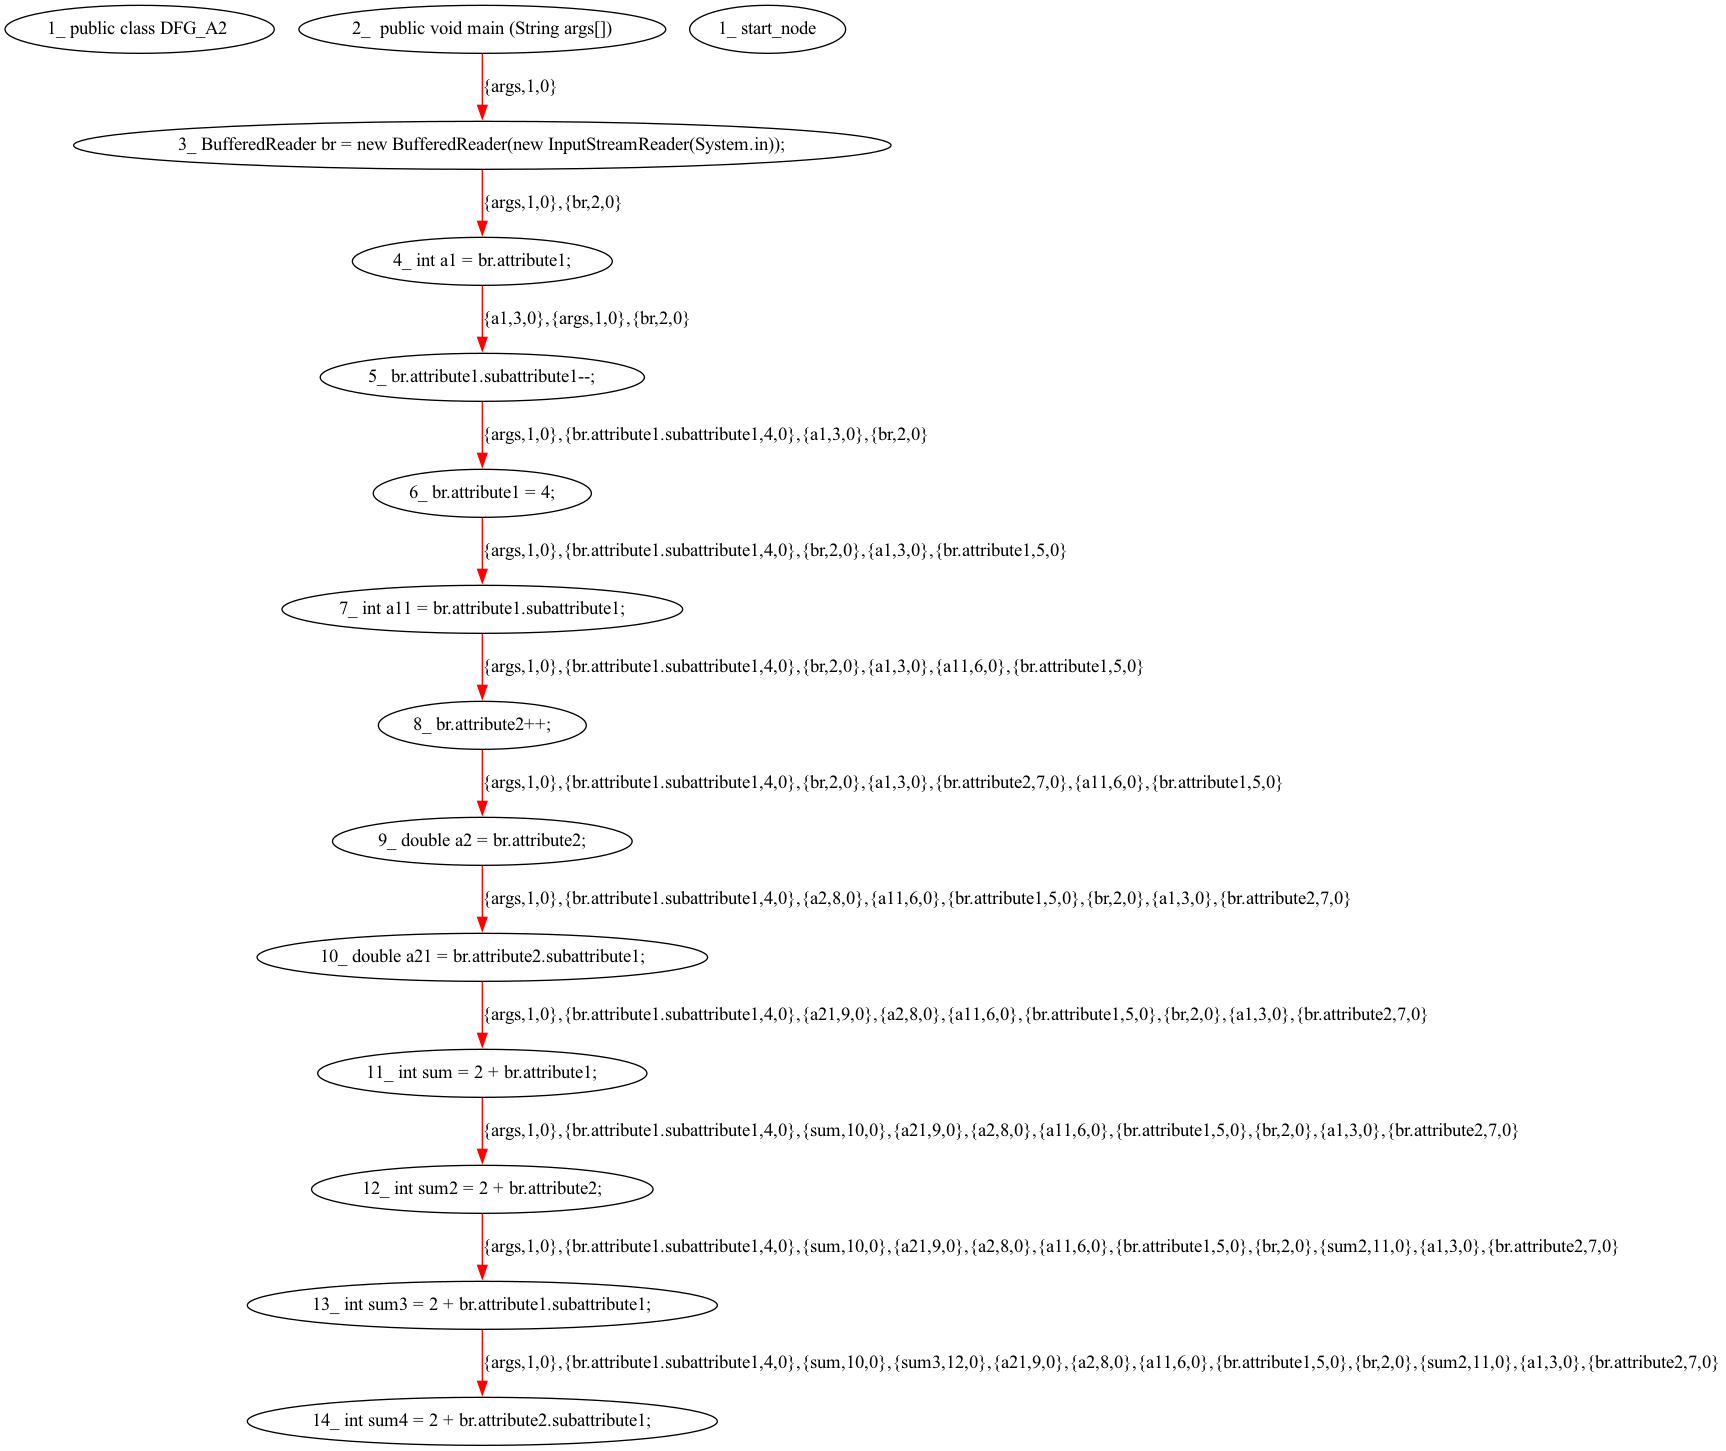 1_ public class DFG_A2
2_  public void main (String args[])
1_ start_node
{args,1,0}
3_ BufferedReader br = new BufferedReader(new InputStreamReader(System.in));
{args,1,0},{br,2,0}
4_ int a1 = br.attribute1;
{a1,3,0},{args,1,0},{br,2,0}
5_ br.attribute1.subattribute1--;
{args,1,0},{br.attribute1.subattribute1,4,0},{a1,3,0},{br,2,0}
6_ br.attribute1 = 4;
{args,1,0},{br.attribute1.subattribute1,4,0},{br,2,0},{a1,3,0},{br.attribute1,5,0}
7_ int a11 = br.attribute1.subattribute1;
{args,1,0},{br.attribute1.subattribute1,4,0},{br,2,0},{a1,3,0},{a11,6,0},{br.attribute1,5,0}
8_ br.attribute2++;
{args,1,0},{br.attribute1.subattribute1,4,0},{br,2,0},{a1,3,0},{br.attribute2,7,0},{a11,6,0},{br.attribute1,5,0}
9_ double a2 = br.attribute2;
{args,1,0},{br.attribute1.subattribute1,4,0},{a2,8,0},{a11,6,0},{br.attribute1,5,0},{br,2,0},{a1,3,0},{br.attribute2,7,0}
10_ double a21 = br.attribute2.subattribute1;
{args,1,0},{br.attribute1.subattribute1,4,0},{a21,9,0},{a2,8,0},{a11,6,0},{br.attribute1,5,0},{br,2,0},{a1,3,0},{br.attribute2,7,0}
11_ int sum = 2 + br.attribute1;
{args,1,0},{br.attribute1.subattribute1,4,0},{sum,10,0},{a21,9,0},{a2,8,0},{a11,6,0},{br.attribute1,5,0},{br,2,0},{a1,3,0},{br.attribute2,7,0}
12_ int sum2 = 2 + br.attribute2;
{args,1,0},{br.attribute1.subattribute1,4,0},{sum,10,0},{a21,9,0},{a2,8,0},{a11,6,0},{br.attribute1,5,0},{br,2,0},{sum2,11,0},{a1,3,0},{br.attribute2,7,0}
13_ int sum3 = 2 + br.attribute1.subattribute1;
{args,1,0},{br.attribute1.subattribute1,4,0},{sum,10,0},{sum3,12,0},{a21,9,0},{a2,8,0},{a11,6,0},{br.attribute1,5,0},{br,2,0},{sum2,11,0},{a1,3,0},{br.attribute2,7,0}
14_ int sum4 = 2 + br.attribute2.subattribute1;